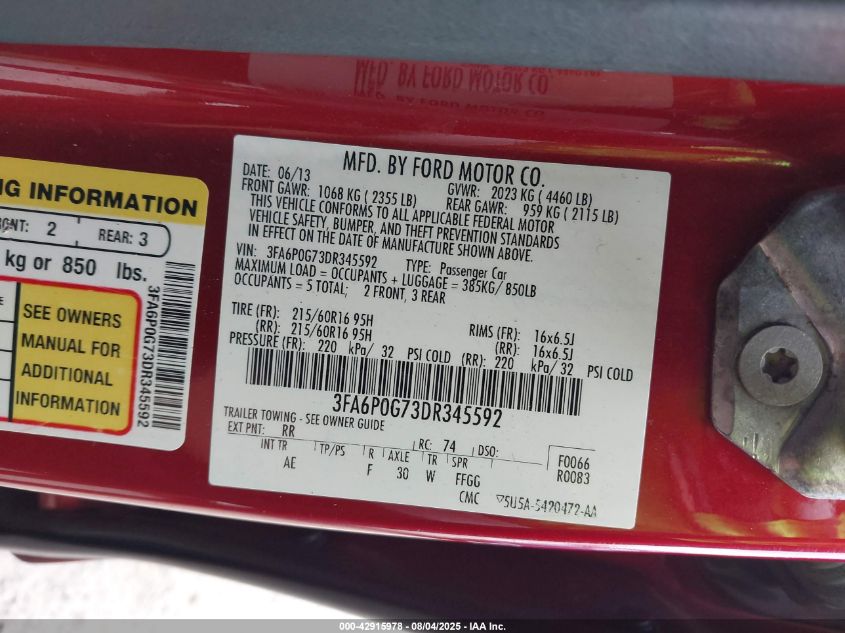 MFD. BY FORD MOTOR CO.
DATE: 06/13
GVWR: 2023 KG ( 4460 LB)
FRONT GAWR: 1068 KG ( 2355 LB)
REAR GAWR: 959 KG ( 2115 LB)
THIS VEHICLE CONFORMS TO ALL APPLICABLE FEDERAL MOTOR
VEHICLE SAFETY, BUMPER, AND THEFT PREVENTION STANDARDS
IN EFFECT ON THE DATE OF MANUFACTURE SHOWN ABOVE.
VIN: 3FA6P0G73DR345592 TYPE: Passenger Car
MAXIMUM LOAD = OCCUPANTS + LUGGAGE = 385KG/ 850LB
OCCUPANTS = 5 TOTAL; 2 FRONT, 3 REAR
TIRE (FR): 215/60R16 95H RIMS (FR): 16x6.5J
(RR): 215/60R16 95H (RR): 16x6.5J
PRESSURE (FR): 220 kPa/ 32 PSI COLD (RR): 220 kPa/32 PSI COLD
3FA6P0G73DR345592
TRAILER TOWING - SEE OWNER GUIDE
EXT PNT: RR RC: 74 DSO: F0066
INT TR TP/PS R AXLE TR SPR R0083
AE F 30 W FFGG
CMC 5U5A-5420472-AA
NG INFORMATION
2 REAR: 3
kg or 850 lbs.
SEE OWNERS
MANUAL FOR
ADDITIONAL
INFORMATION
3FA6P0G73DR345592
000-42915978 - 08/04/2025 - IAA Inc.